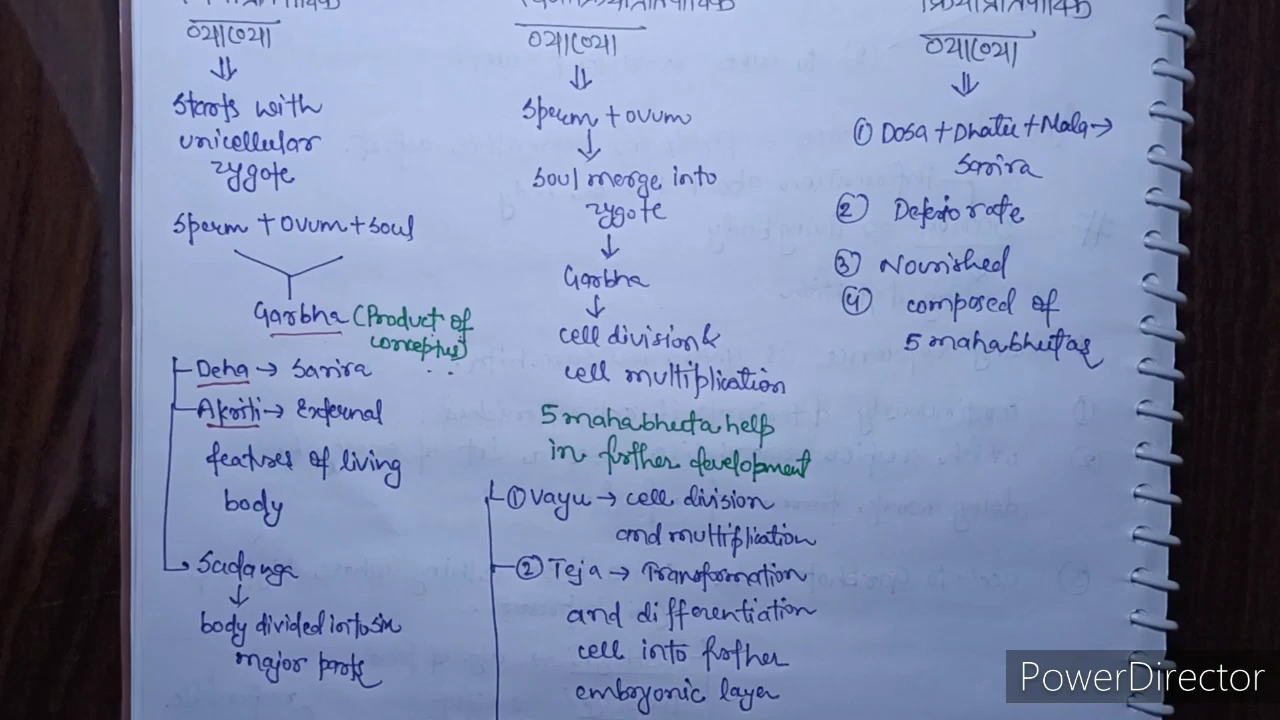 व्याख्या
⇓
Starts with
unicellular
zygote
Sperm + Ovum + Soul
Garbha (Product of
conceptus)
Deha → Sarira
Akriti → External
features of living
body
Sadanga
↓
body divided into six
major parts
व्याख्या
⇓
Sperm + Ovum
↓
Soul merge into
zygote
↓
Garbha
↓
cell division &
cell multiplication
5 mahabhuta help
in further development
① Vayu → cell division
and multiplication
② Teja → Transformation
and differentiation
cell into further
embryonic layer
व्याख्या
⇓
① Dosa + Dhatu + Mala →
Sarira
② Deteriorate
③ Nourished
④ composed of
5 mahabhutas
PowerDirector